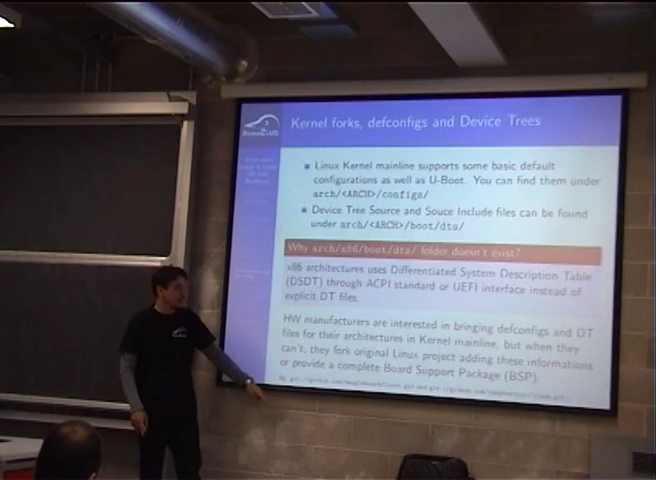 Kernel forks, defconfigs and Device Trees
Linux Kernel mainline supports some basic default
configurations as well as U-Boot. You can find them under
arch/<ARCH>/configs/
Device Tree Source and Souce Include files can be found
under arch/<ARCH>/boot/dts/
Why arch/x86/boot/dts/ folder doesn't exist?
x86 architectures uses Differentiated System Description Table
(DSDT) through ACPI standard or UEFI interface instead of
explicit DT files.
HW manufacturers are interested in bringing defconfigs and DT
files for their architectures in Kernel mainline, but when they
can't, they fork original Linux project adding these informations
or provide a complete Board Support Package (BSP).